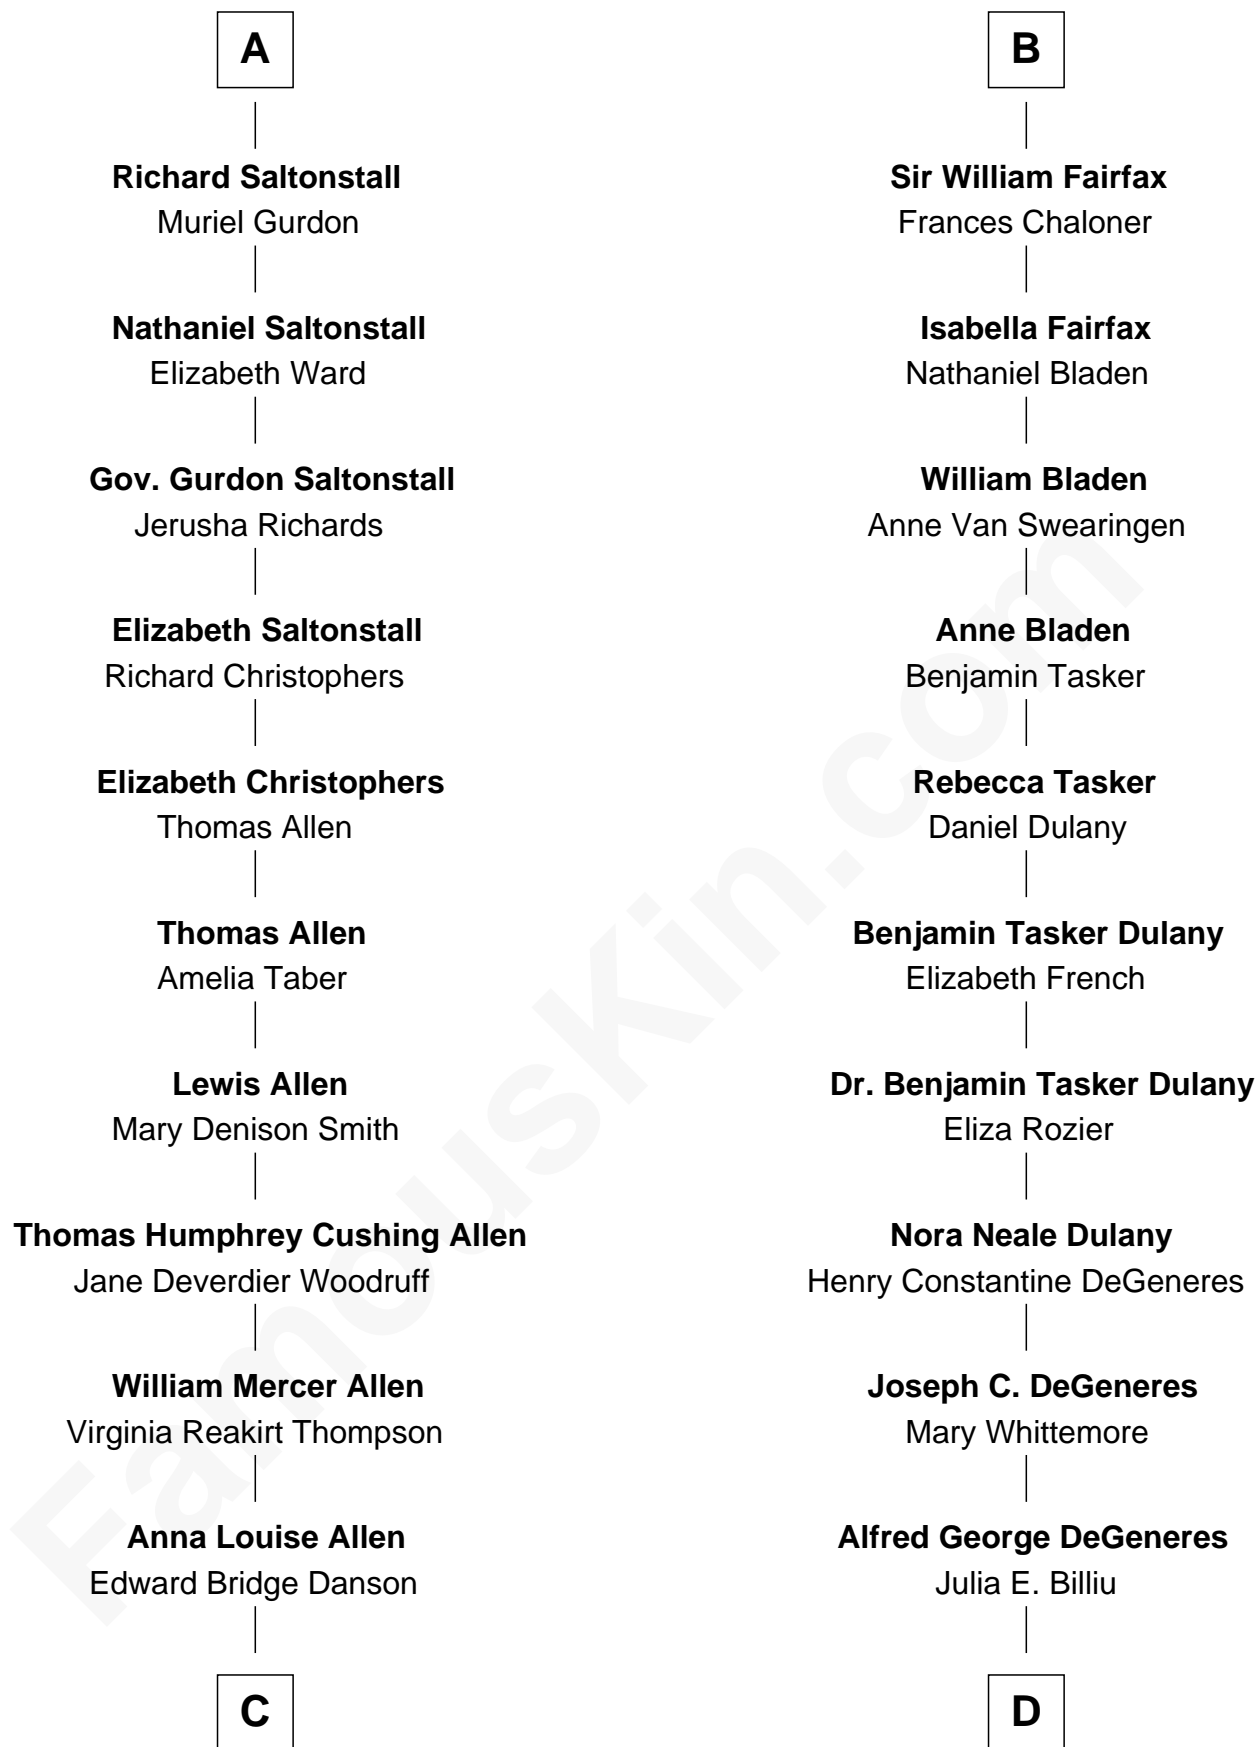 A
Richard Saltonstall
Muriel Gurdon
Nathaniel Saltonstall
Elizabeth Ward
Gov. Gurdon Saltonstall
Jerusha Richards
Elizabeth Saltonstall
Richard Christophers
Elizabeth Christophers
Thomas Allen
Thomas Allen
Amelia Taber
Lewis Allen
Mary Denison Smith
Thomas Humphrey Cushing Allen
Jane Deverdier Woodruff
William Mercer Allen
Virginia Reakirt Thompson
Anna Louise Allen
Edward Bridge Danson
C
B
Sir William Fairfax
Frances Chaloner
Isabella Fairfax
Nathaniel Bladen
William Bladen
Anne Van Swearingen
Anne Bladen
Benjamin Tasker
Rebecca Tasker
Daniel Dulany
Benjamin Tasker Dulany
Elizabeth French
Dr. Benjamin Tasker Dulany
Eliza Rozier
Nora Neale Dulany
Henry Constantine DeGeneres
Joseph C. DeGeneres
Mary Whittemore
Alfred George DeGeneres
Julia E. Billiu
D
FamousKin.com